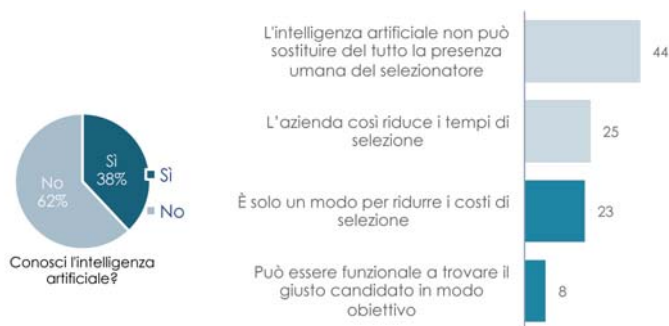 Sì
38%
No
62%
Sì
No
Conosci l'intelligenza
artificiale?
L'intelligenza artificiale non può
sostituire del tutto la presenza
umana del selezionatore
44
L'azienda così riduce i tempi di
selezione
25
È solo un modo per ridurre i costi di
selezione
23
Può essere funzionale a trovare il
giusto candidato in modo
obiettivo
8